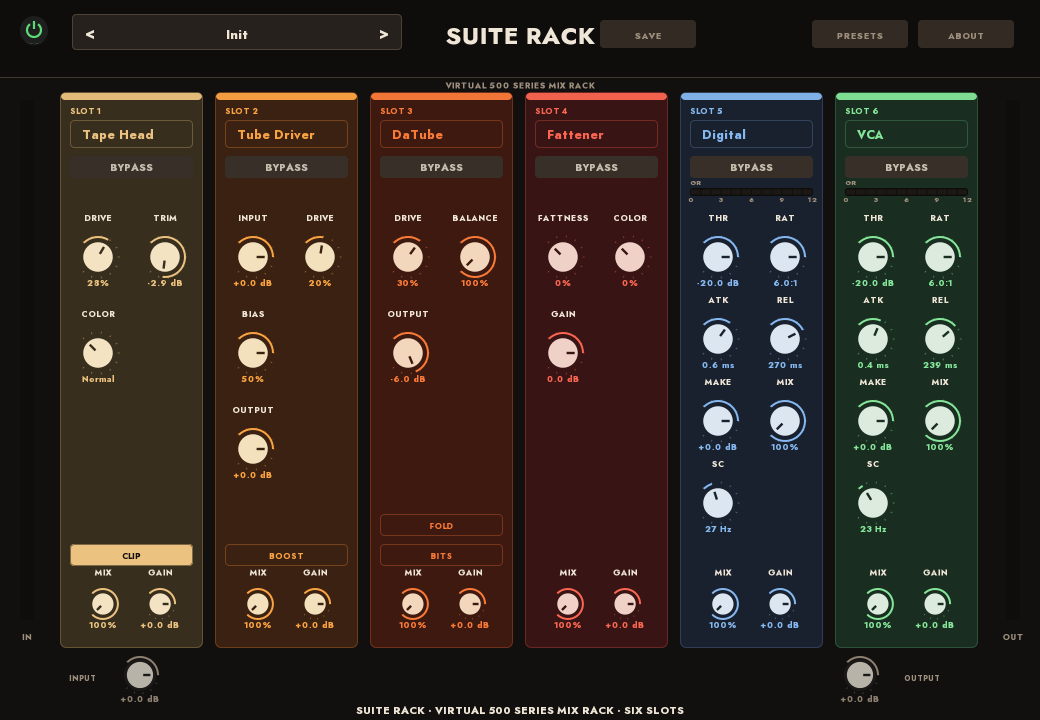 < Init >
SUITE RACK
SAVE
PRESETS
ABOUT
VIRTUAL 500 SERIES MIX RACK
SLOT 1
Tape Head
BYPASS
DRIVE TRIM
28% -2.9 dB
COLOR
Normal
CLIP
MIX GAIN
100% +0.0 dB
SLOT 2
Tube Driver
BYPASS
INPUT DRIVE
+0.0 dB 20%
BIAS
50%
OUTPUT
+0.0 dB
BOOST
MIX GAIN
100% +0.0 dB
SLOT 3
DaTube
BYPASS
DRIVE BALANCE
30% 100%
OUTPUT
-6.0 dB
FOLD
BITS
MIX GAIN
100% +0.0 dB
SLOT 4
Fattener
BYPASS
FATTNESS COLOR
0% 0%
GAIN
0.0 dB
MIX GAIN
100% +0.0 dB
SLOT 5
Digital
BYPASS
GR
0 3 6 9 12
THR RAT
-20.0 dB 6.0:1
ATK REL
0.6 ms 270 ms
MAKE MIX
+0.0 dB 100%
SC
27 Hz
MIX GAIN
100% +0.0 dB
SLOT 6
VCA
BYPASS
GR
0 3 6 9 12
THR RAT
-20.0 dB 6.0:1
ATK REL
0.4 ms 239 ms
MAKE MIX
+0.0 dB 100%
SC
23 Hz
MIX GAIN
100% +0.0 dB
IN
OUT
INPUT
+0.0 dB
OUTPUT
+0.0 dB
SUITE RACK · VIRTUAL 500 SERIES MIX RACK · SIX SLOTS